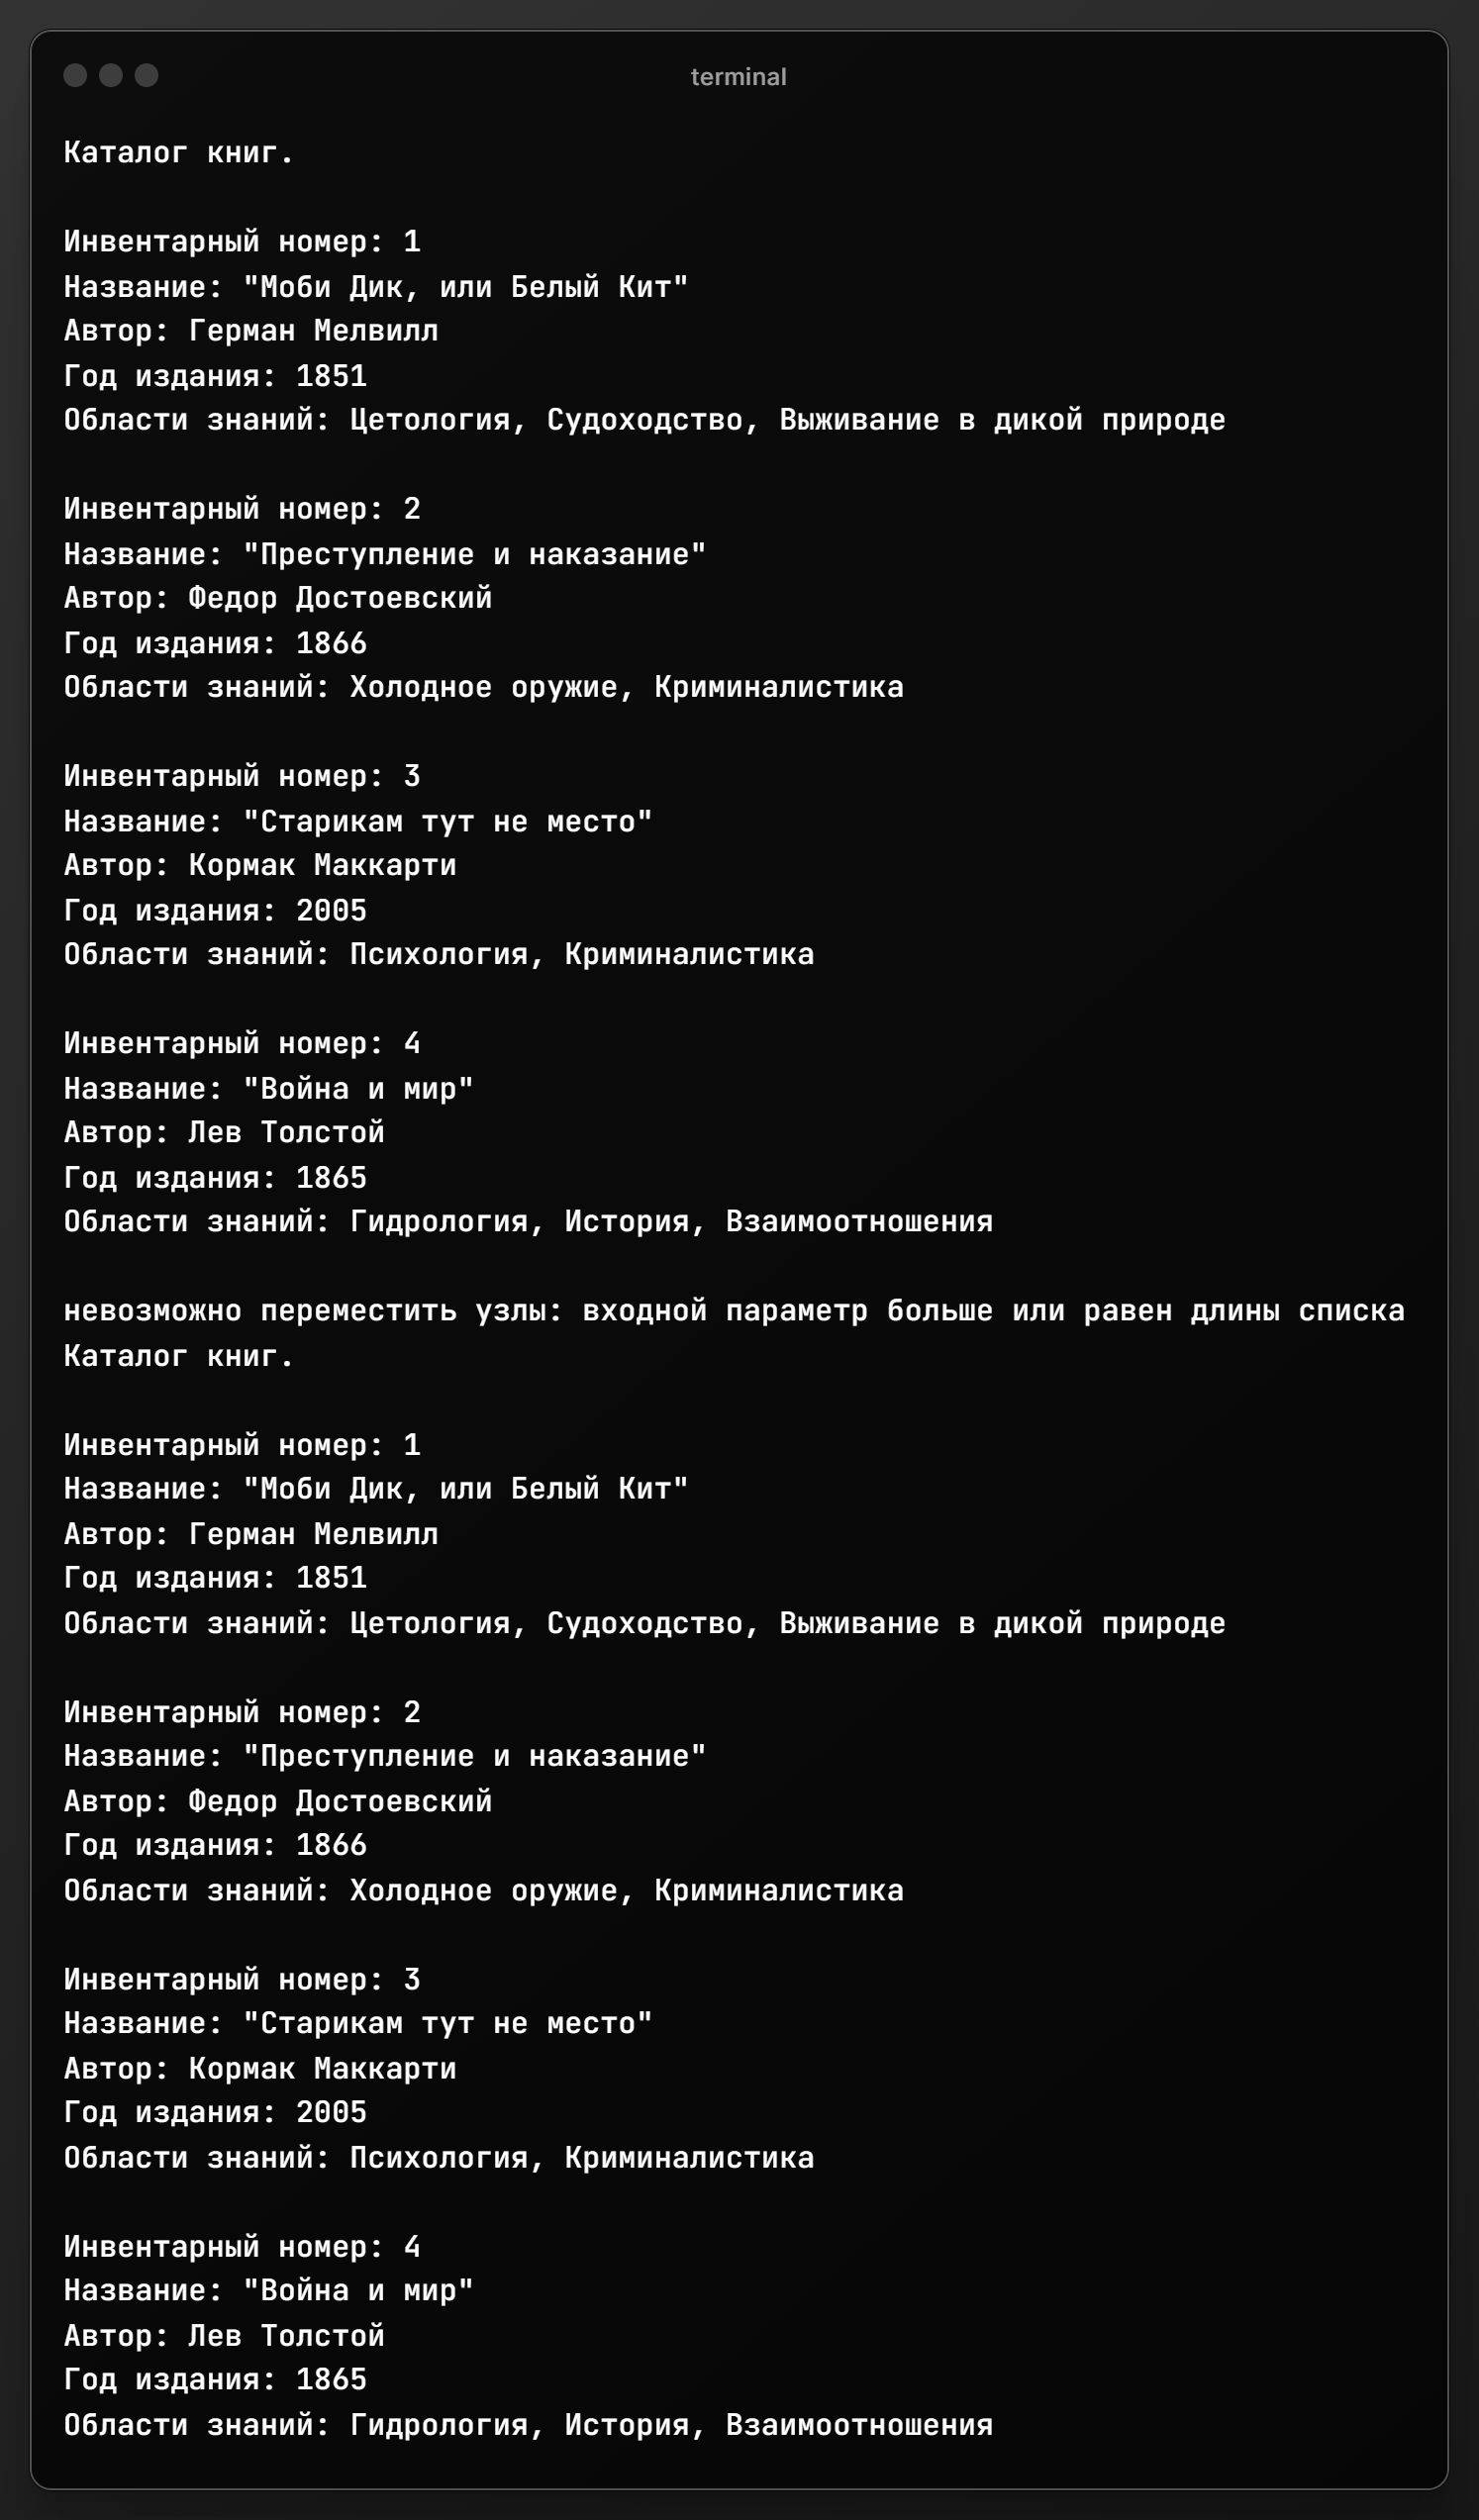 terminal
Каталог книг.
Инвентарный номер: 1
Название: "Моби Дик, или Белый Кит"
Автор: Герман Мелвилл
Год издания: 1851
Области знаний: Цетология, Судоходство, Выживание в дикой природе
Инвентарный номер: 2
Название: "Преступление и наказание"
Автор: Федор Достоевский
Год издания: 1866
Области знаний: Холодное оружие, Криминалистика
Инвентарный номер: 3
Название: "Старикам тут не место"
Автор: Кормак Маккарти
Год издания: 2005
Области знаний: Психология, Криминалистика
Инвентарный номер: 4
Название: "Война и мир"
Автор: Лев Толстой
Год издания: 1865
Области знаний: Гидрология, История, Взаимоотношения
невозможно переместить узлы: входной параметр больше или равен длины списка
Каталог книг.
Инвентарный номер: 1
Название: "Моби Дик, или Белый Кит"
Автор: Герман Мелвилл
Год издания: 1851
Области знаний: Цетология, Судоходство, Выживание в дикой природе
Инвентарный номер: 2
Название: "Преступление и наказание"
Автор: Федор Достоевский
Год издания: 1866
Области знаний: Холодное оружие, Криминалистика
Инвентарный номер: 3
Название: "Старикам тут не место"
Автор: Кормак Маккарти
Год издания: 2005
Области знаний: Психология, Криминалистика
Инвентарный номер: 4
Название: "Война и мир"
Автор: Лев Толстой
Год издания: 1865
Области знаний: Гидрология, История, Взаимоотношения